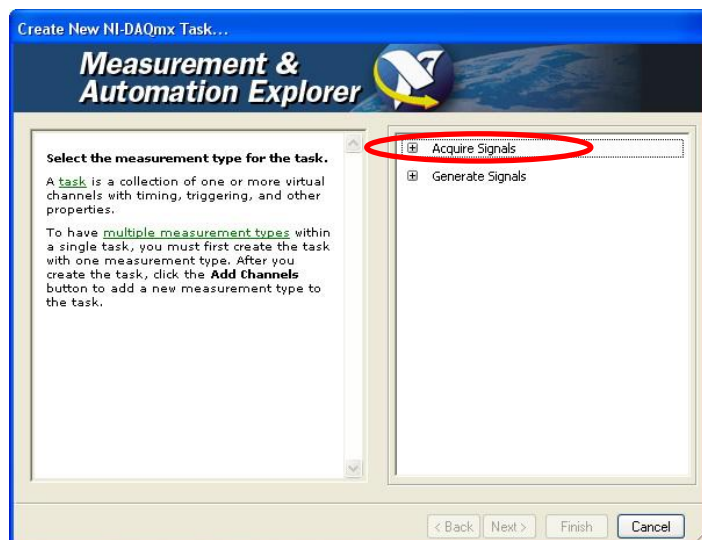 Create New NI-DAQmx Task...
Measurement &
Automation Explorer
Select the measurement type for the task.
A task is a collection of one or more virtual
channels with timing, triggering, and other
properties.
To have multiple measurement types within
a single task, you must first create the task
with one measurement type. After you
create the task, click the Add Channels
button to add a new measurement type to
the task.
Acquire Signals
Generate Signals
< Back Next > Finish Cancel